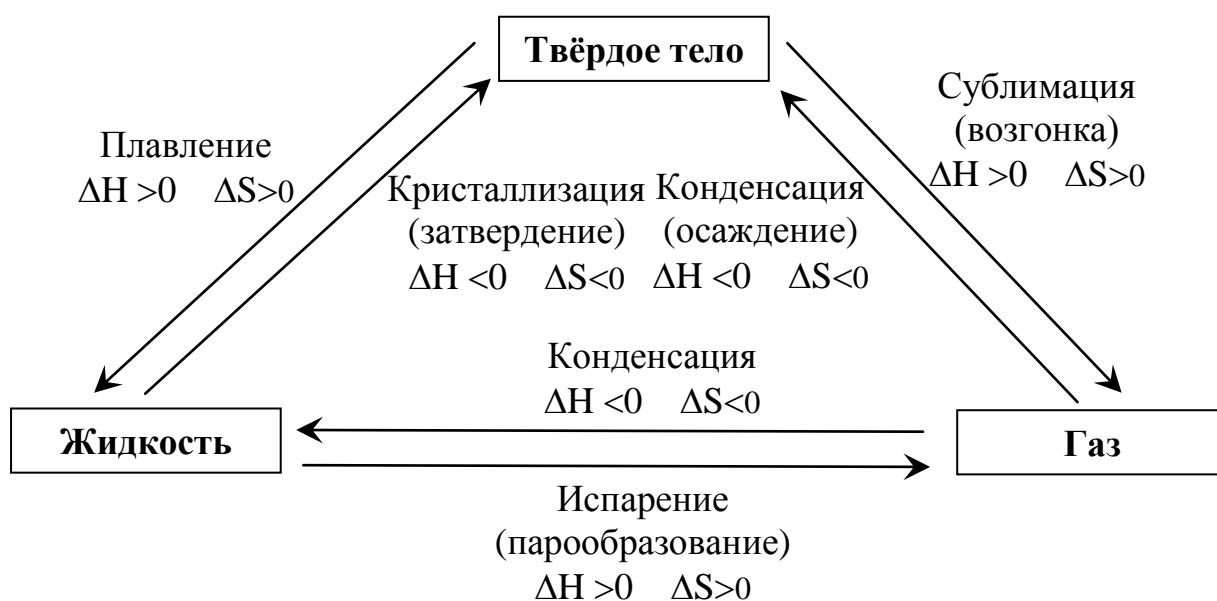 Твёрдое тело
Сублимация
(возгонка)
ΔH >0 ΔS>0
Плавление
ΔH >0 ΔS>0
Кристаллизация
(затвердение)
ΔH <0 ΔS<0
Конденсация
(осаждение)
ΔH <0 ΔS<0
Конденсация
ΔH <0 ΔS<0
Жидкость
Газ
Испарение
(парообразование)
ΔH >0 ΔS>0